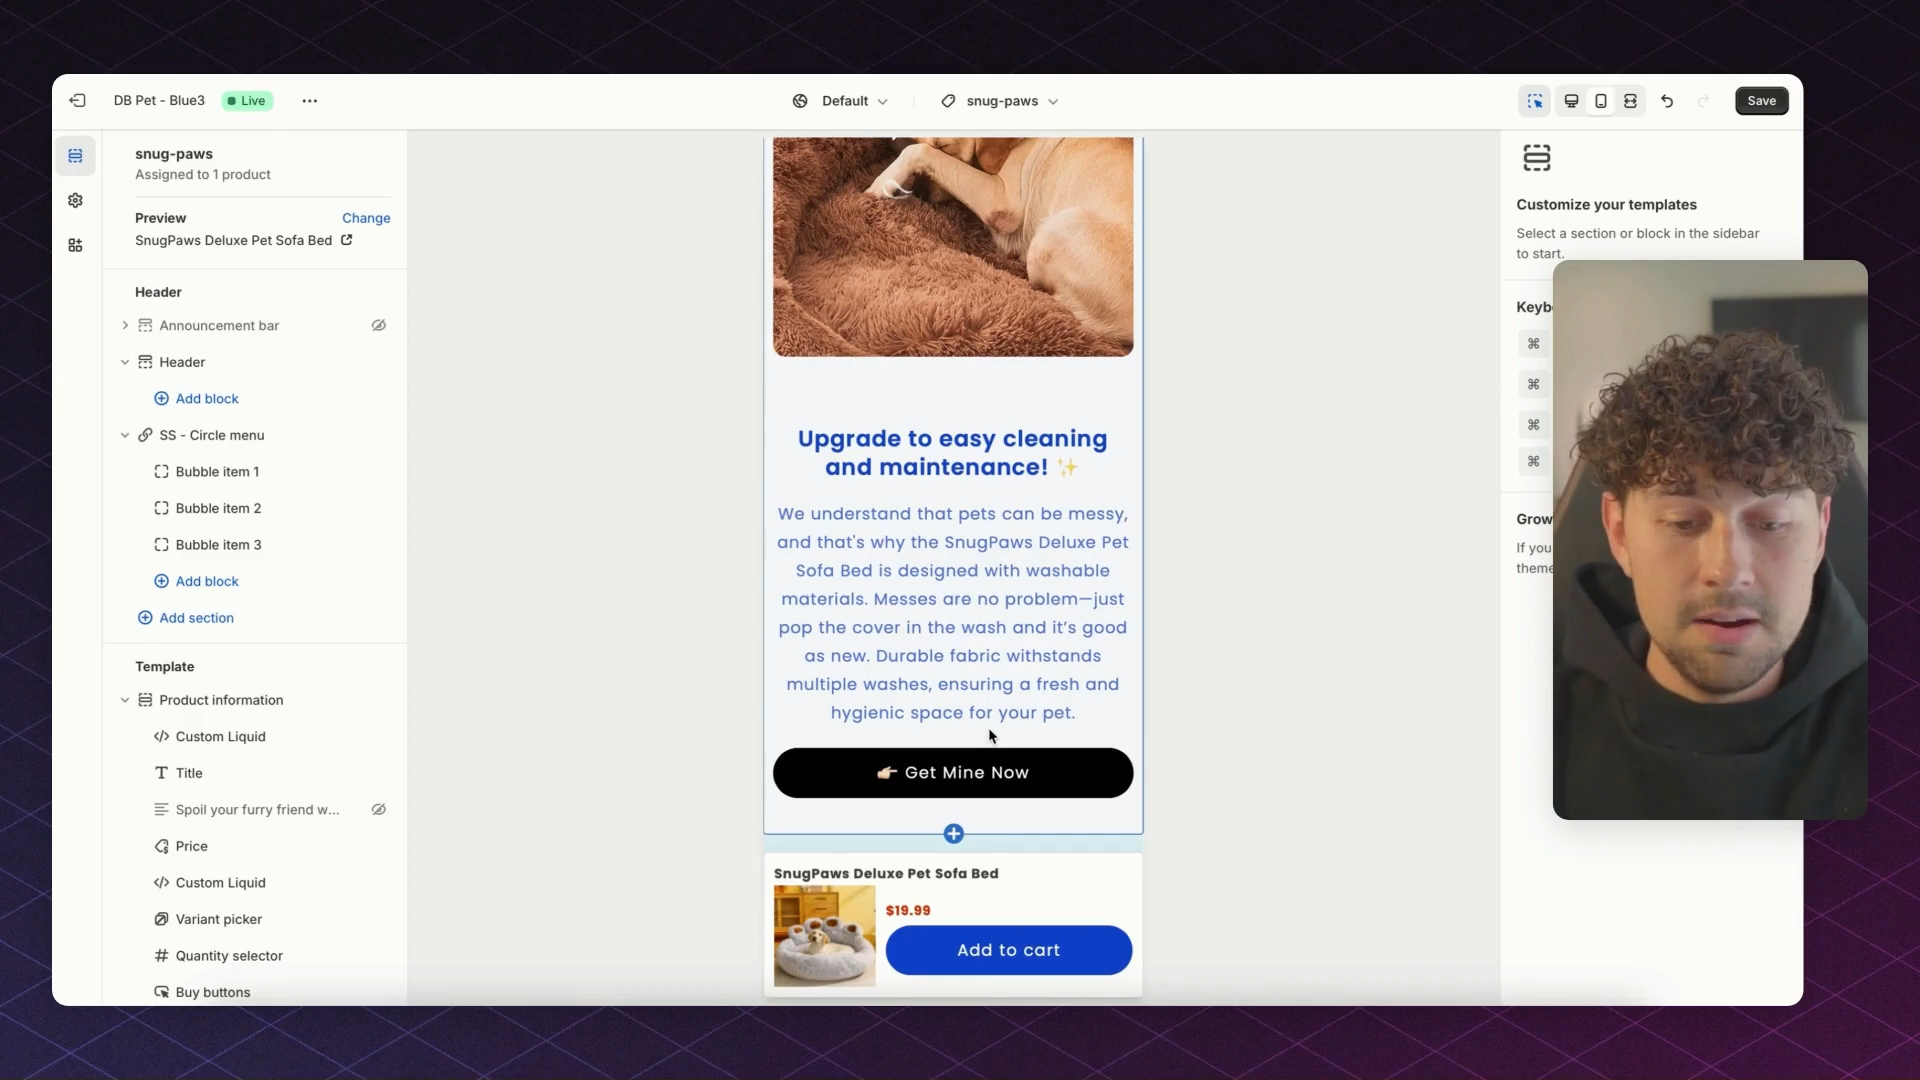 DB Pet - Blue3
Live
Default
snug-paws
Save
snug-paws
Assigned to 1 product
Preview
Change
SnugPaws Deluxe Pet Sofa Bed
Header
Announcement bar
Header
Add block
SS - Circle menu
Bubble item 1
Bubble item 2
Bubble item 3
Add block
Add section
Template
Product information
Custom Liquid
Title
Spoil your furry friend w...
Price
Custom Liquid
Variant picker
Quantity selector
Buy buttons
Upgrade to easy cleaning
and maintenance! ✨
We understand that pets can be messy,
and that's why the SnugPaws Deluxe Pet
Sofa Bed is designed with washable
materials. Messes are no problem—just
pop the cover in the wash and it’s good
as new. Durable fabric withstands
multiple washes, ensuring a fresh and
hygienic space for your pet.
👉 Get Mine Now
SnugPaws Deluxe Pet Sofa Bed
$19.99
Add to cart
Customize your templates
Select a section or block in the sidebar
to start.
Keyb
⌘
⌘
⌘
⌘
Grow
If you
theme